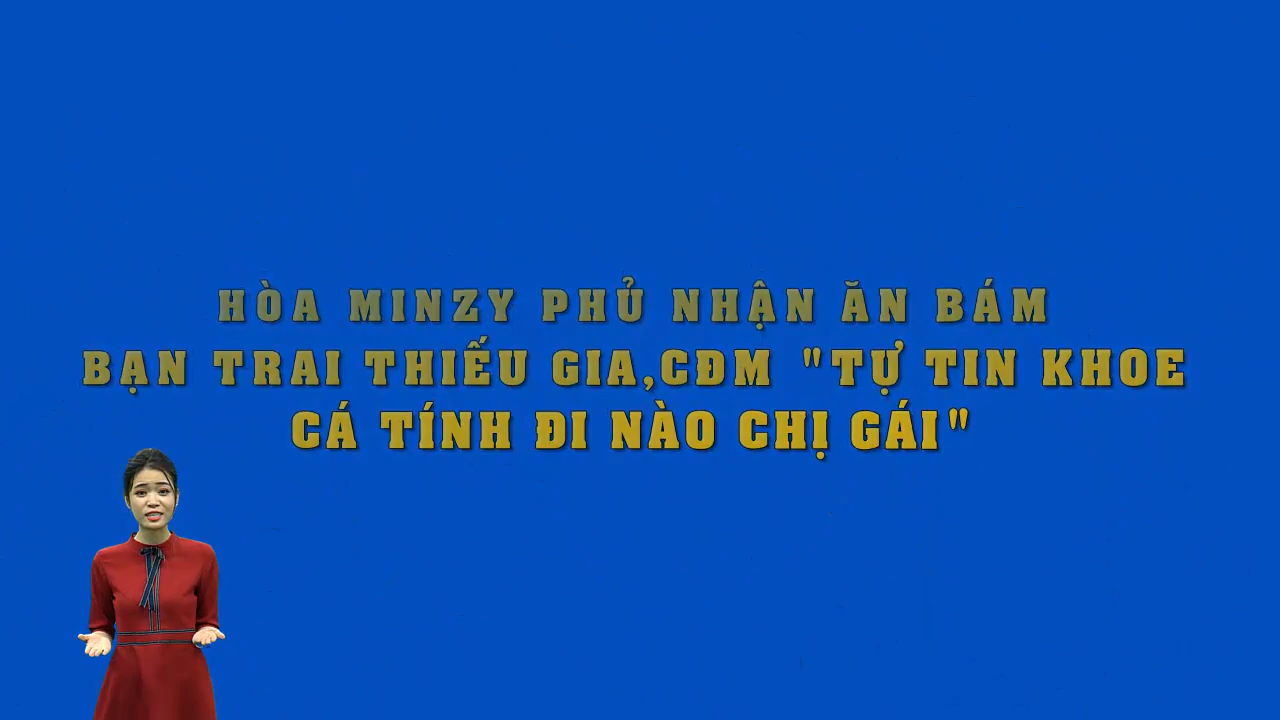 HÒA MINZY PHỦ NHẬN ĂN BÁM
BẠN TRAI THIẾU GIA,CĐM "TỰ TIN KHOE
CÁ TÍNH ĐI NÀO CHỊ GÁI"